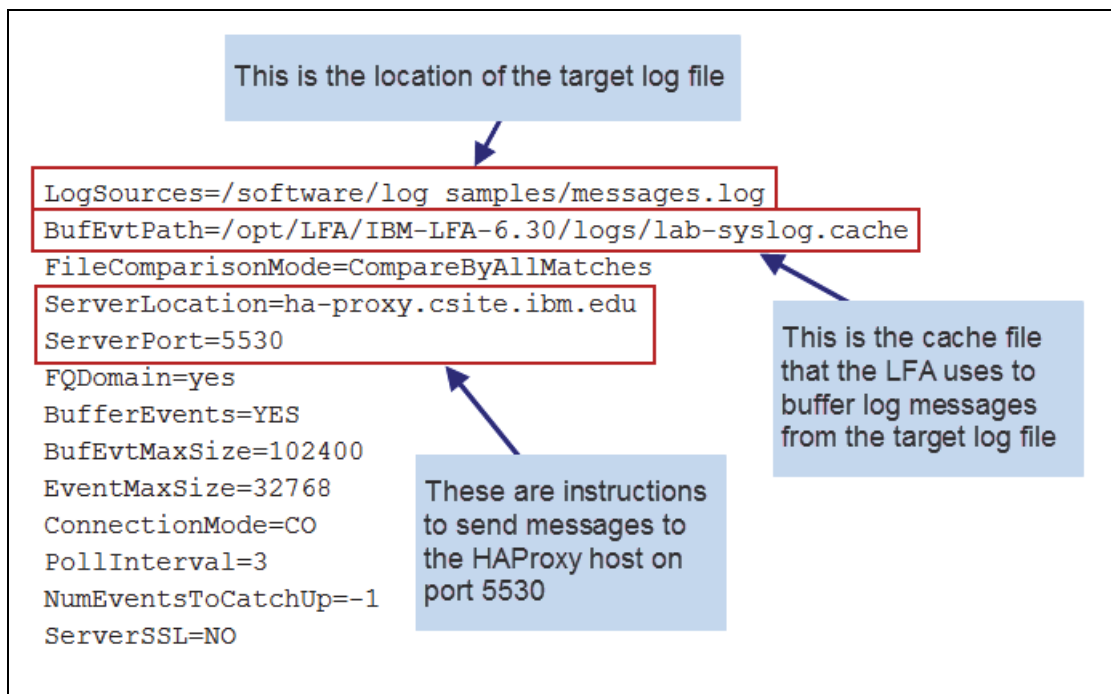 This is the location of the target log file
LogSources=/software/log_samples/messages.log
BufEvtPath=/opt/LFA/IBM-LFA-6.30/logs/lab-syslog.cache
FileComparisonMode=CompareByAllMatches
ServerLocation=ha-proxy.csite.ibm.edu
ServerPort=5530
FQDomain=yes
BufferEvents=YES
BufEvtMaxSize=102400
EventMaxSize=32768
ConnectionMode=CO
PollInterval=3
NumEventsToCatchUp=-1
ServerSSL=NO
This is the cache file
that the LFA uses to
buffer log messages
from the target log file
These are instructions
to send messages to
the HAProxy host on
port 5530